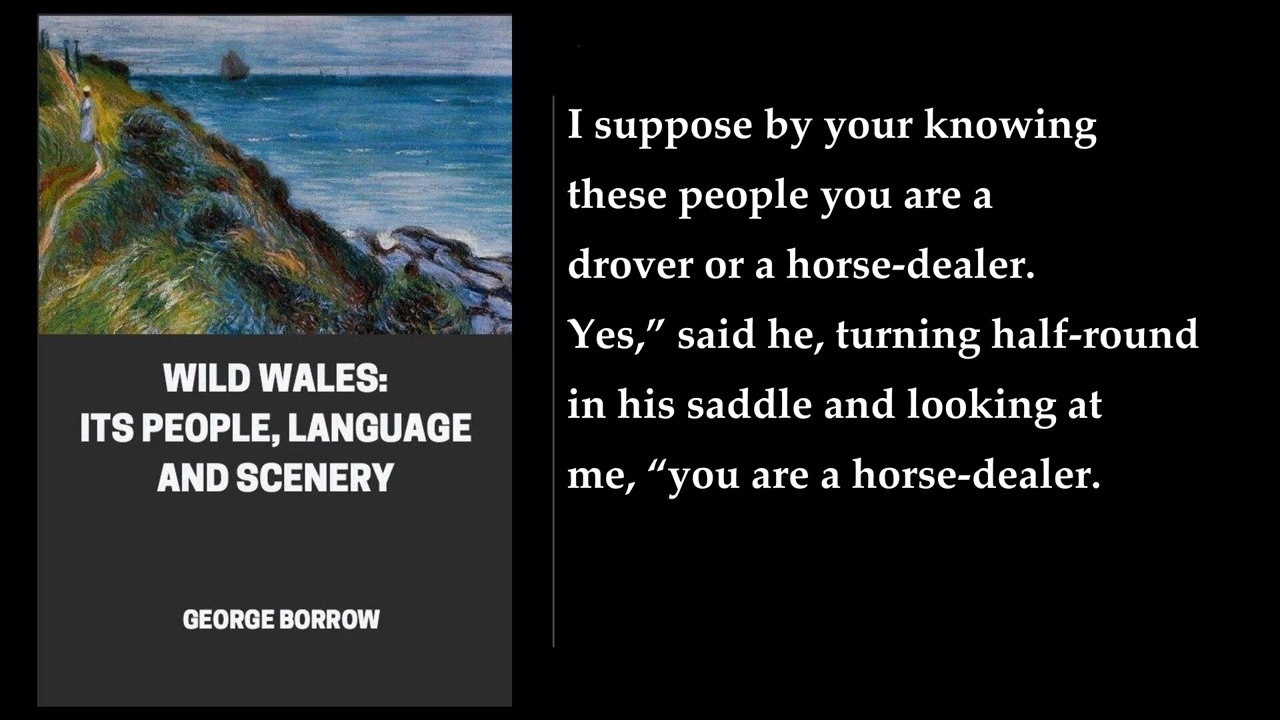 WILD WALES:
ITS PEOPLE, LANGUAGE
AND SCENERY
GEORGE BORROW
I suppose by your knowing
these people you are a
drover or a horse-dealer.
Yes,” said he, turning half-round
in his saddle and looking at
me, “you are a horse-dealer.